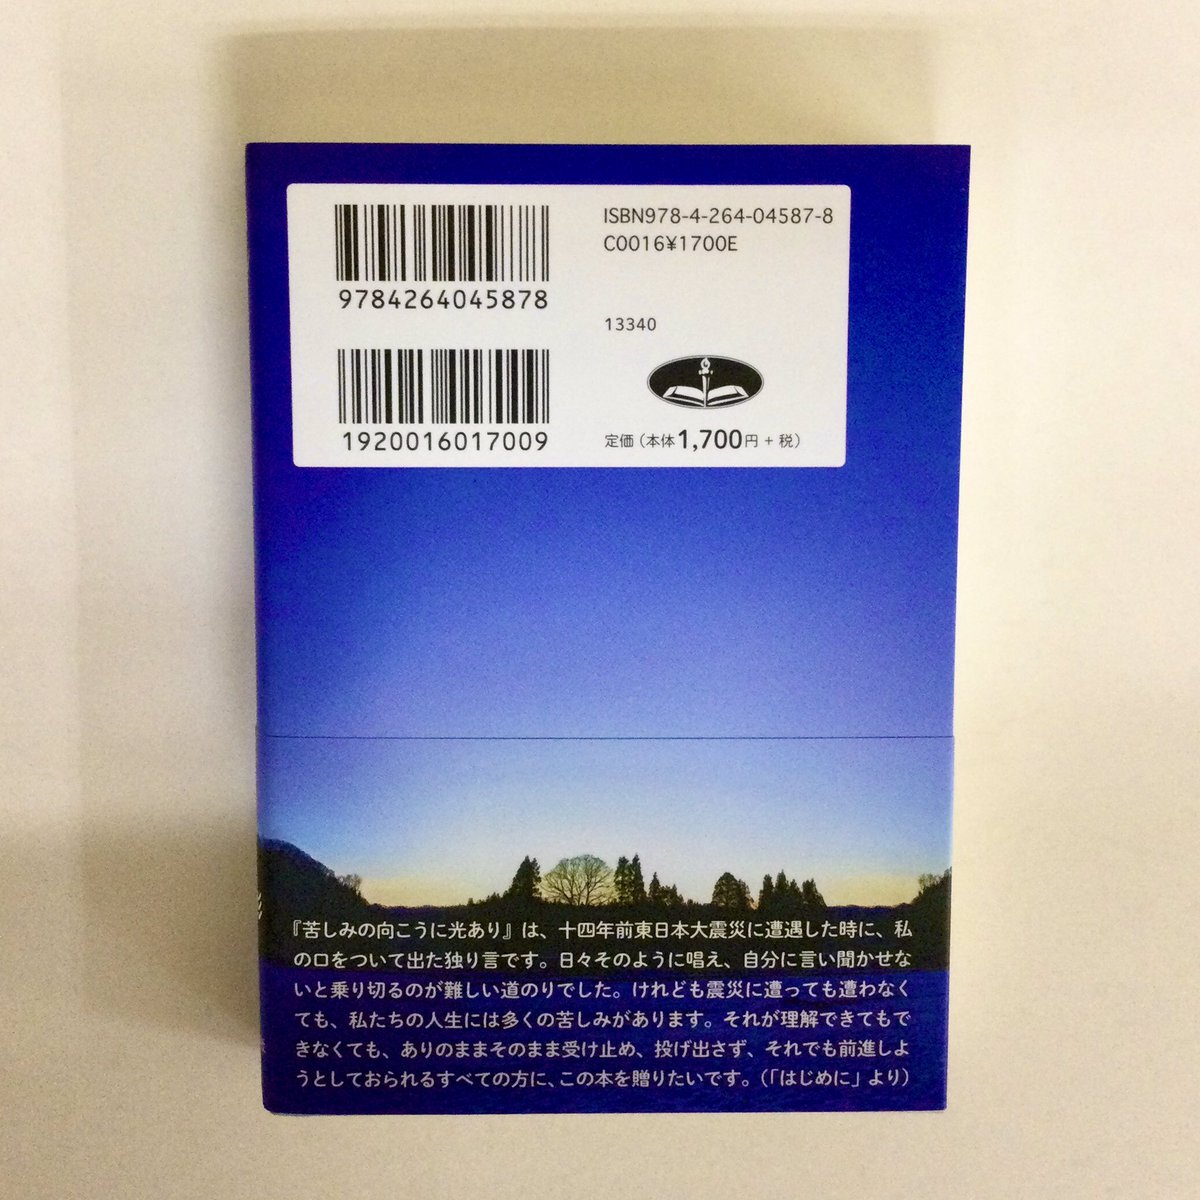 ISBN978-4-264-04587-8
C0016¥1700E
9784264045878
13340
1920016017009
定価(本体1,700円+税)
『苦しみの向こうに光あり』は、十四年前東日本大震災に遭遇した時に、私
の口をついて出た独り言です。日々そのように唱え、自分に言い聞かせな
いと乗り切るのが難しい道のりでした。けれども震災に遭っても遭わなく
ても、私たちの人生には多くの苦しみがあります。それが理解できてもで
きなくても、ありのままそのまま受け止め、投げ出さず、それでも前進しよ
うとしておられるすべての方に、この本を贈りたいです。(「はじめに」より)